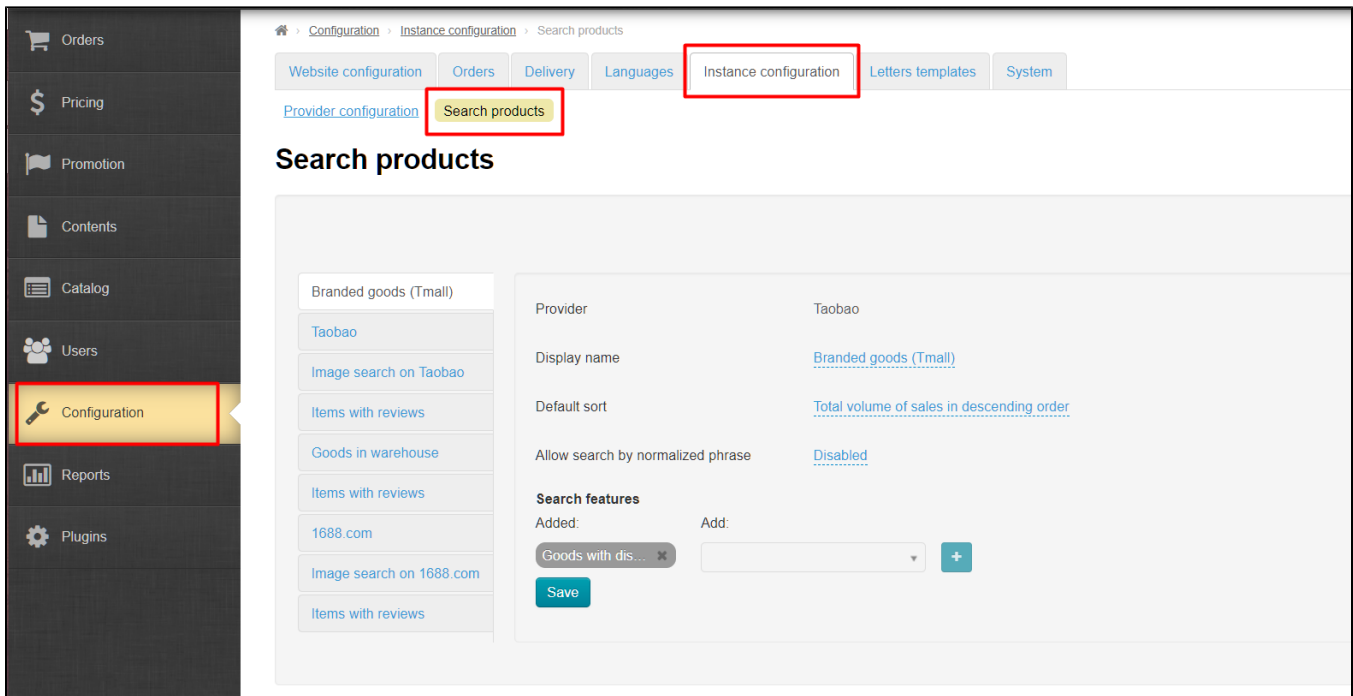 Orders
Pricing
Promotion
Contents
Catalog
Users
Configuration
Reports
Plugins
Configuration > Instance configuration > Search products
Website configuration Orders Delivery Languages Instance configuration Letters templates System
Provider configuration Search products
Search products
Branded goods (Tmall)
Taobao
Image search on Taobao
Items with reviews
Goods in warehouse
Items with reviews
1688.com
Image search on 1688.com
Items with reviews
Provider Taobao
Display name Branded goods (Tmall)
Default sort Total volume of sales in descending order
Allow search by normalized phrase Disabled
Search features
Added: Add:
Goods with dis... ×
+
Save